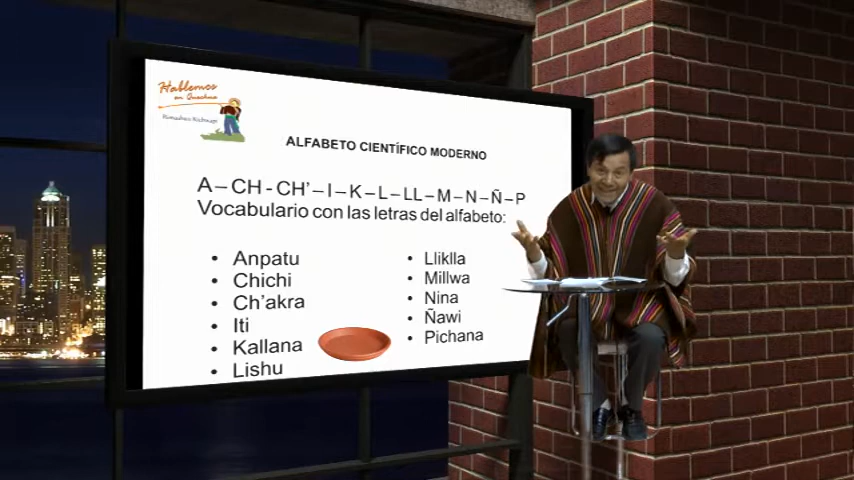 Hablemos
en Quechua
ALFABETO CIENTÍFICO MODERNO
A – CH - CH’ – I – K – L – LL – M – N – Ñ – P
Vocabulario con las letras del alfabeto:
• Anpatu
• Chichi
• Ch’akra
• Iti
• Kallana
• Lishu
• Lliklla
• Millwa
• Nina
• Ñawi
• Pichana